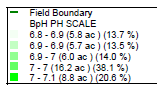 Field Boundary
BpH PH SCALE
6.8 - 6.9 (5.8 ac ) (13.7 %)
6.9 - 6.9 (5.7 ac ) (13.5 %)
6.9 - 7 (6.0 ac ) (14.0 %)
7 - 7 (16.2 ac ) (38.1 %)
7 - 7.1 (8.8 ac ) (20.6 %)